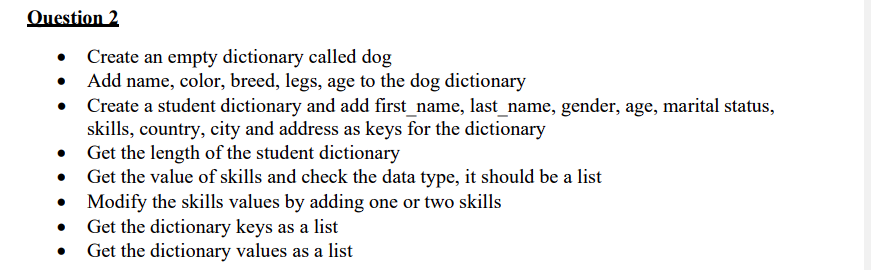 Question 2
• Create an empty dictionary called dog
• Add name, color, breed, legs, age to the dog dictionary
• Create a student dictionary and add first_name, last_name, gender, age, marital status,
skills, country, city and address as keys for the dictionary
• Get the length of the student dictionary
• Get the value of skills and check the data type, it should be a list
• Modify the skills values by adding one or two skills
• Get the dictionary keys as a list
• Get the dictionary values as a list